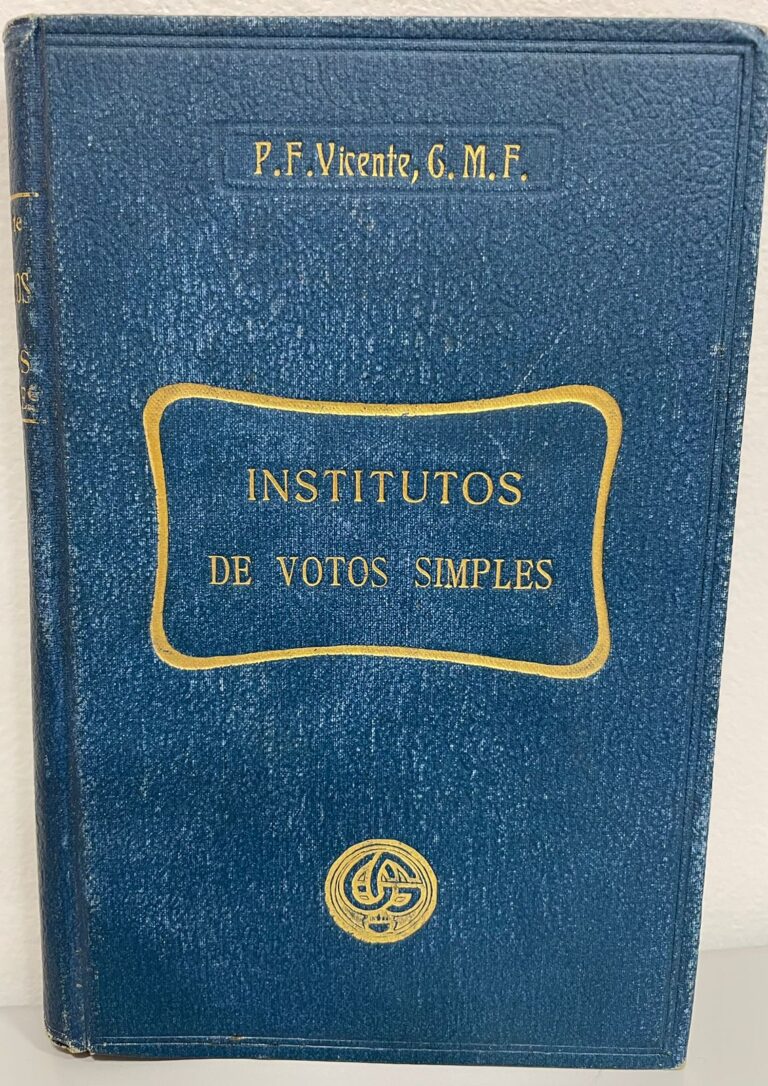 P. F. Vicente, C. M. F.
INSTITUTOS
DE VOTOS SIMPLES